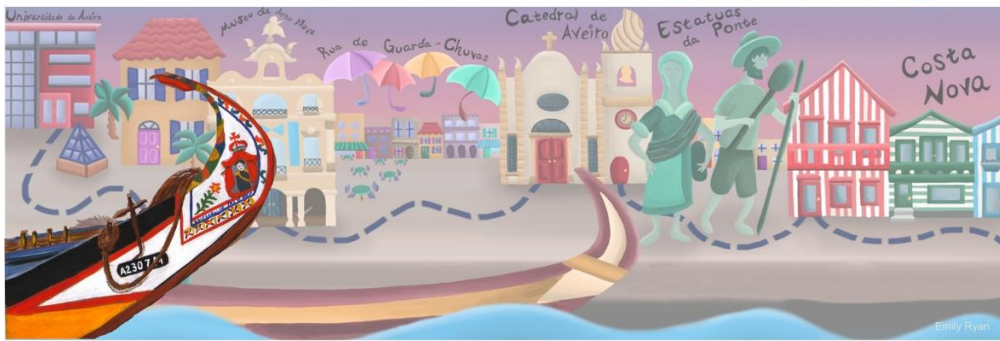 Universidade de Aveiro
Museu de Arte Nova
Rua de Guarda-Chuvas
Catedral de
Aveiro
Estatuas
da Ponte
Costa
Nova
Emily Ryan